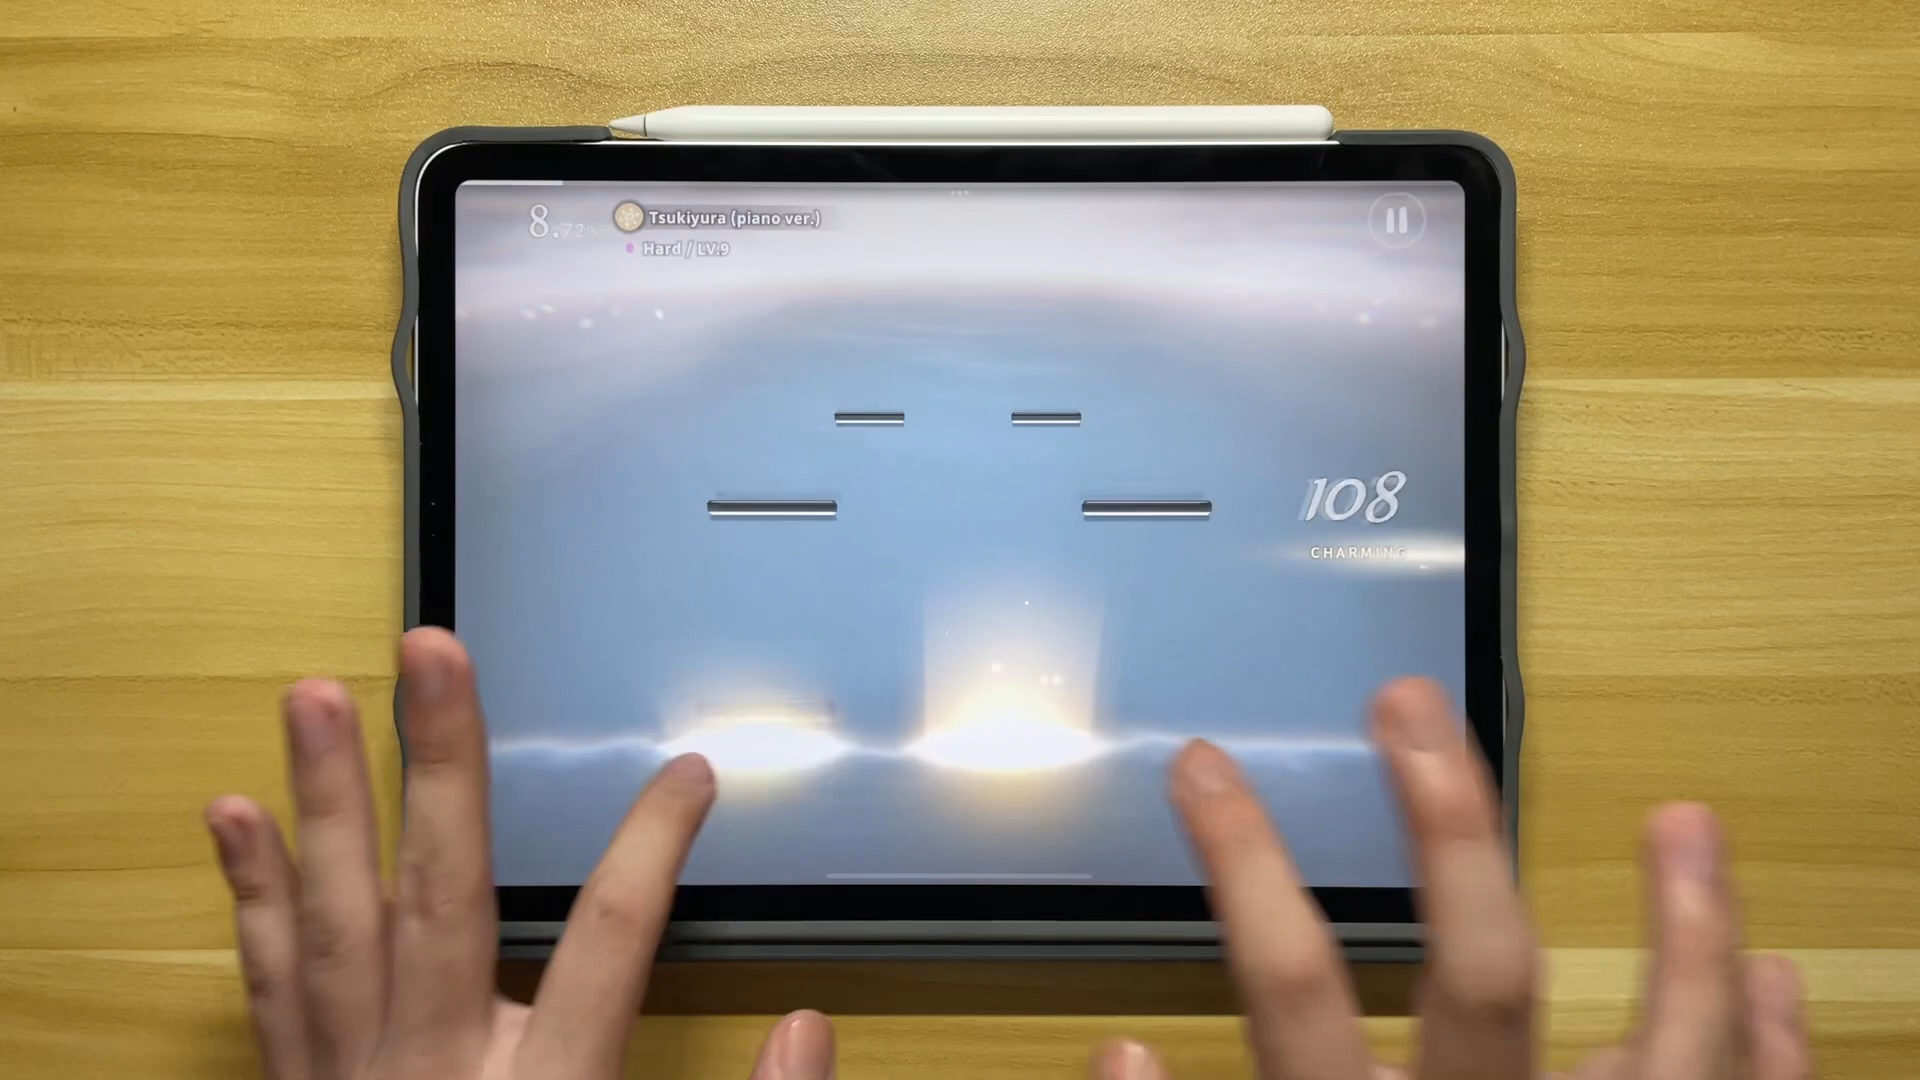 8.72%
Tsukiyura (piano ver.)
Hard / LV.9
108
CHARMING